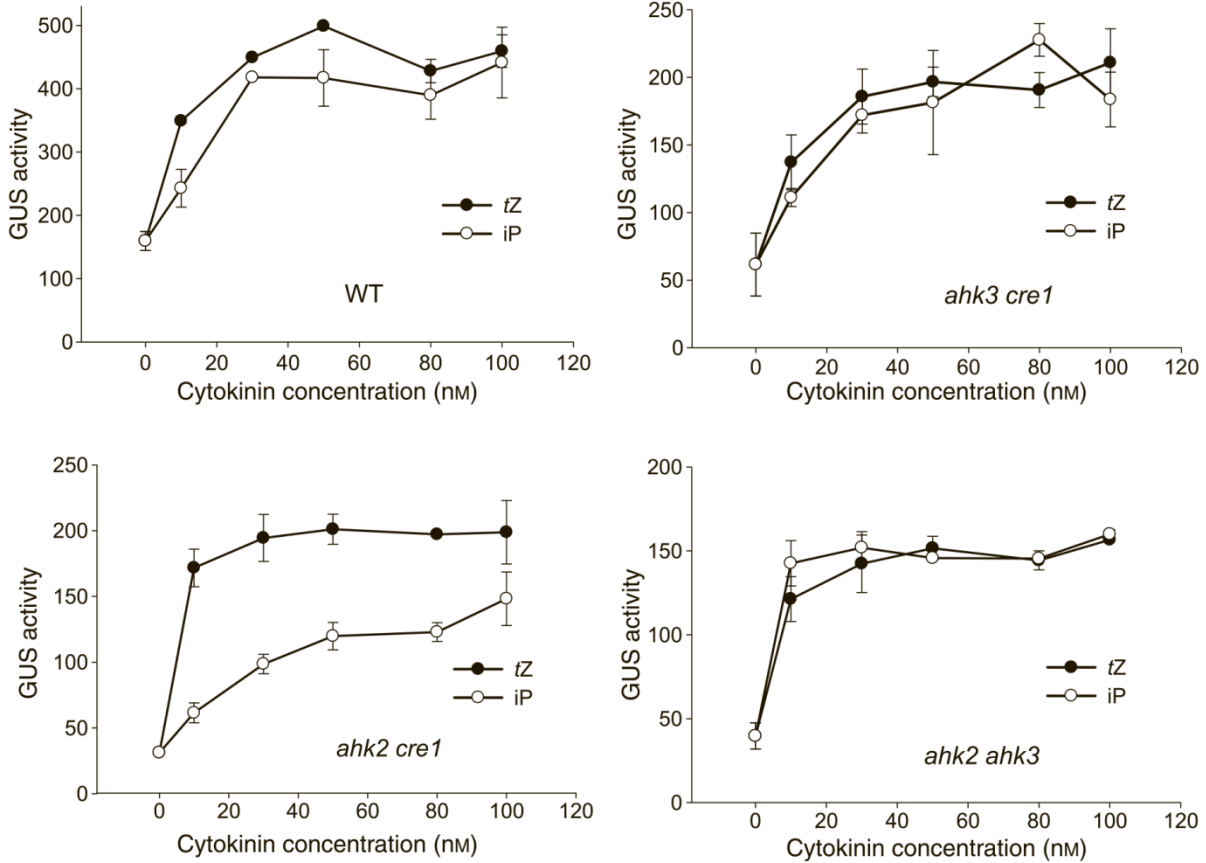 500
400
300
200
100
0
GUS activity
tZ
iP
WT
0 20 40 60 80 100 120
Cytokinin concentration (nM)
250
200
150
100
50
0
GUS activity
tZ
iP
ahk3 cre1
0 20 40 60 80 100 120
Cytokinin concentration (nM)
250
200
150
100
50
0
GUS activity
tZ
iP
ahk2 cre1
0 20 40 60 80 100 120
Cytokinin concentration (nM)
200
150
100
50
0
GUS activity
tZ
iP
ahk2 ahk3
0 20 40 60 80 100 120
Cytokinin concentration (nM)